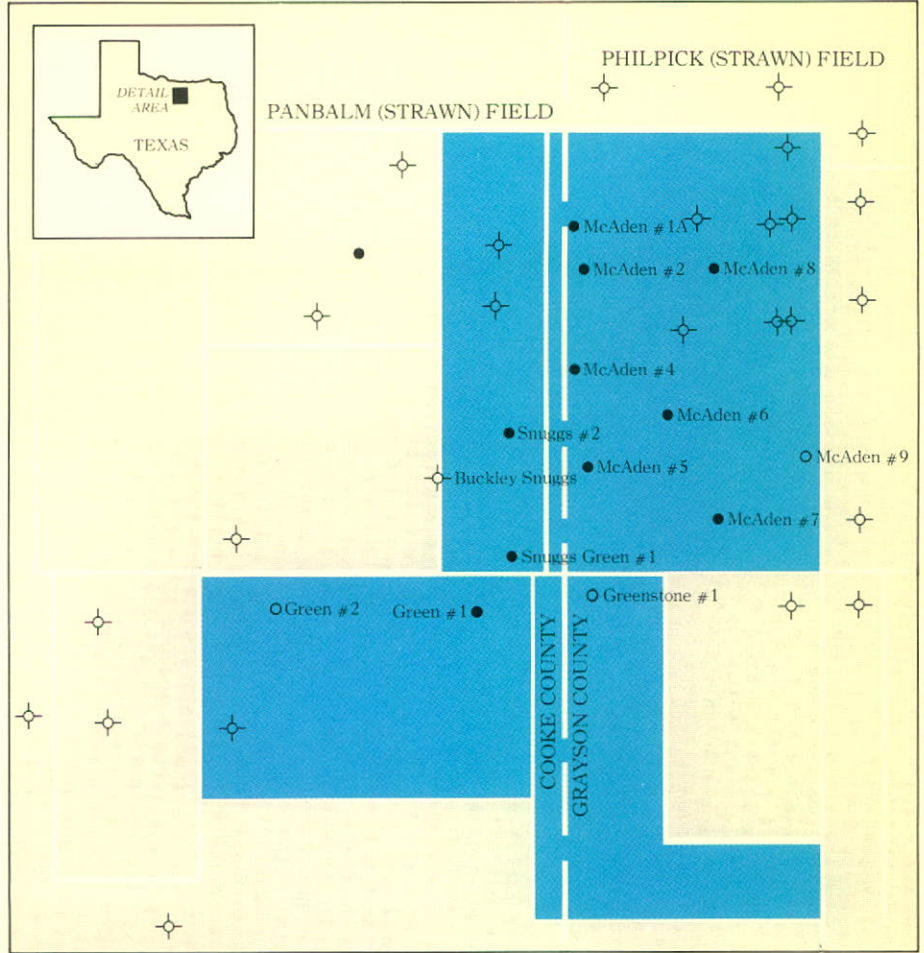 PHILPICK (STRAWN) FIELD
DETAIL
AREA
TEXAS
PANBALM (STRAWN) FIELD
McAden #1A
McAden #2
McAden #8
McAden #4
McAden #6
Snuggs #2
McAden #9
McAden #5
Buckley Snuggs
McAden #7
Snuggs Green #1
Greenstone #1
Green #2
Green #1
COOKE COUNTY
GRAYSON COUNTY